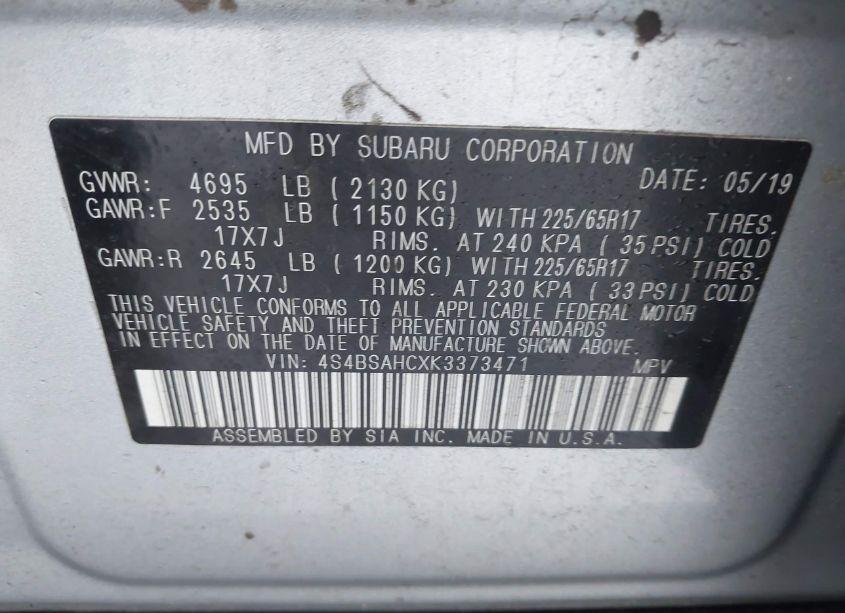 MFD BY SUBARU CORPORATION
GVWR: 4695 LB ( 2130 KG) DATE: 05/19
GAWR:F 2535 LB ( 1150 KG) WITH 225/65R17 TIRES.
17X7J RIMS. AT 240 KPA ( 35 PSI) COLD
GAWR:R 2645 LB ( 1200 KG) WITH 225/65R17 TIRES.
17X7J RIMS. AT 230 KPA ( 33 PSI) COLD
THIS VEHICLE CONFORMS TO ALL APPLICABLE FEDERAL MOTOR
VEHICLE SAFETY AND THEFT PREVENTION STANDARDS
IN EFFECT ON THE DATE OF MANUFACTURE SHOWN ABOVE.
VIN: 4S4BSAHCXK3373471 MPV
ASSEMBLED BY SIA INC. MADE IN U.S.A.